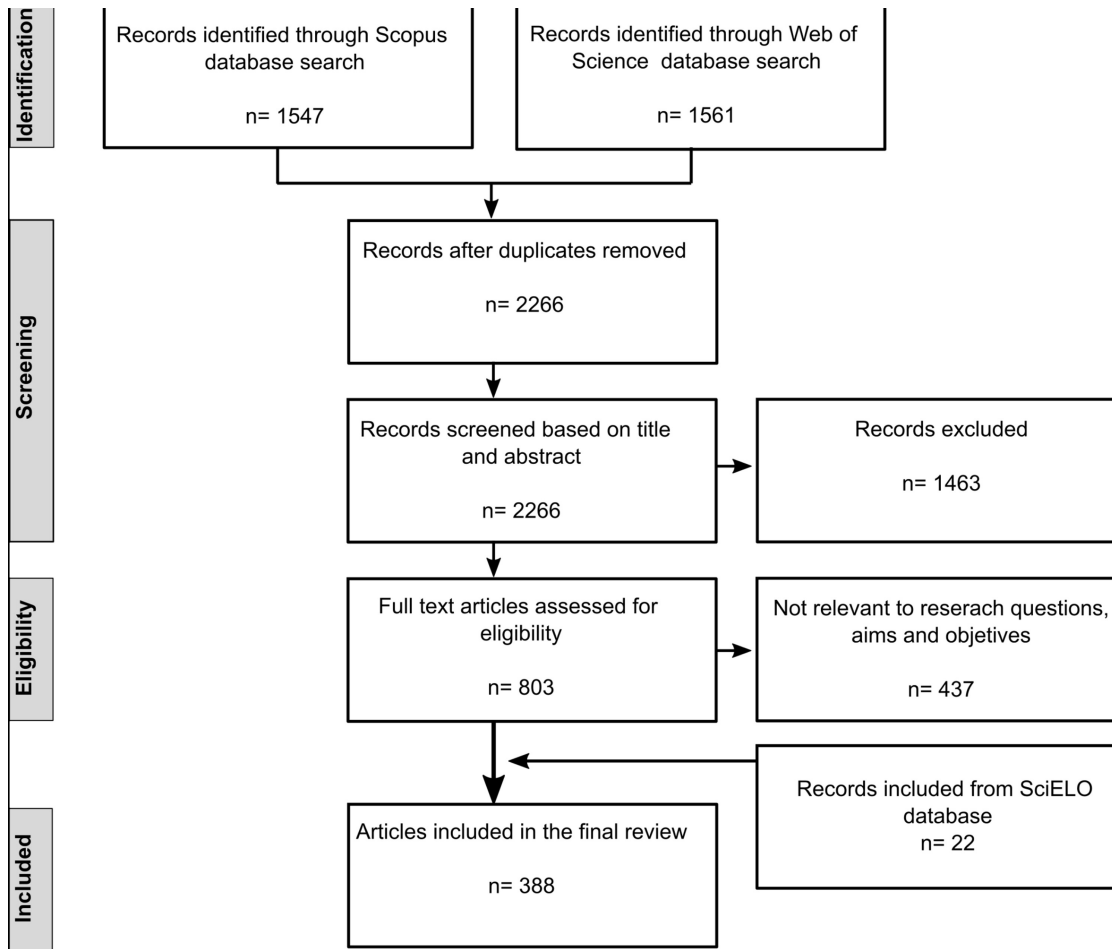 Identification
Records identified through Scopus
database search
n= 1547
Records identified through Web of
Science database search
n= 1561
Screening
Records after duplicates removed
n= 2266
Records screened based on title
and abstract
n= 2266
Records excluded
n= 1463
Eligibility
Full text articles assessed for
eligibility
n= 803
Not relevant to reserach questions,
aims and objetives
n= 437
Records included from SciELO
database
n= 22
Included
Articles included in the final review
n= 388